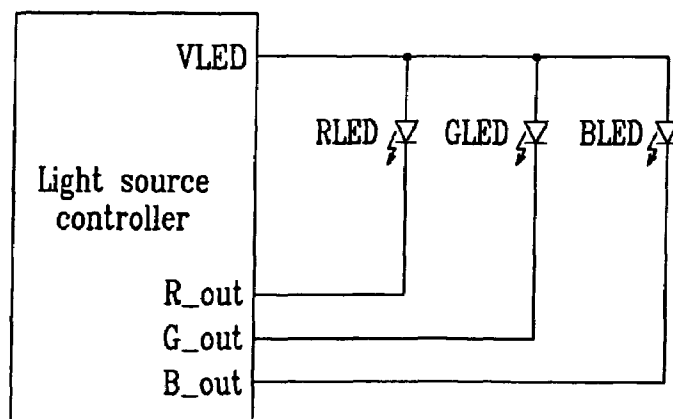 VLED
RLED GLED BLED
Light source
controller
R_out
G_out
B_out